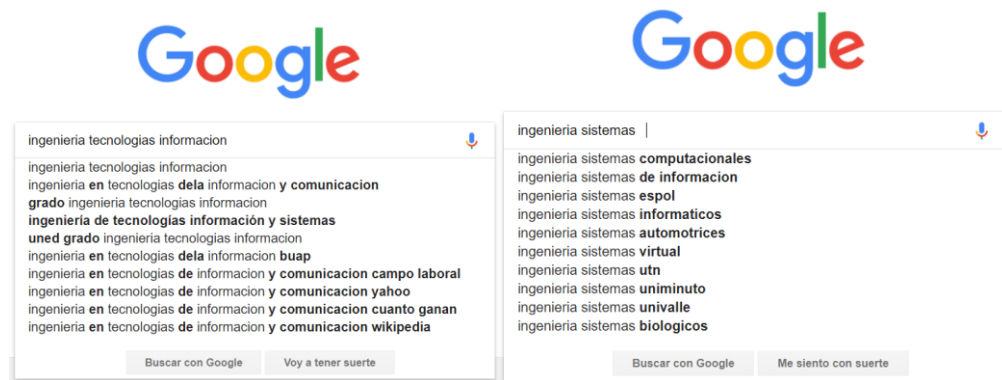 Google
ingenieria tecnologias informacion
ingenieria tecnologias informacion
ingenieria en tecnologias dela informacion y comunicacion
grado ingenieria tecnologias informacion
ingeniería de tecnologías información y sistemas
uned grado ingenieria tecnologias informacion
ingenieria en tecnologias dela informacion buap
ingenieria en tecnologias de informacion y comunicacion campo laboral
ingenieria en tecnologias de informacion y comunicacion yahoo
ingenieria en tecnologias de informacion y comunicacion cuanto ganan
ingenieria en tecnologias de informacion y comunicacion wikipedia
Buscar con Google
Voy a tener suerte
Google
ingenieria sistemas
ingenieria sistemas computacionales
ingenieria sistemas de informacion
ingenieria sistemas espol
ingenieria sistemas informaticos
ingenieria sistemas automotrices
ingenieria sistemas virtual
ingenieria sistemas utn
ingenieria sistemas uniminuto
ingenieria sistemas univalle
ingenieria sistemas biologicos
Buscar con Google
Me siento con suerte